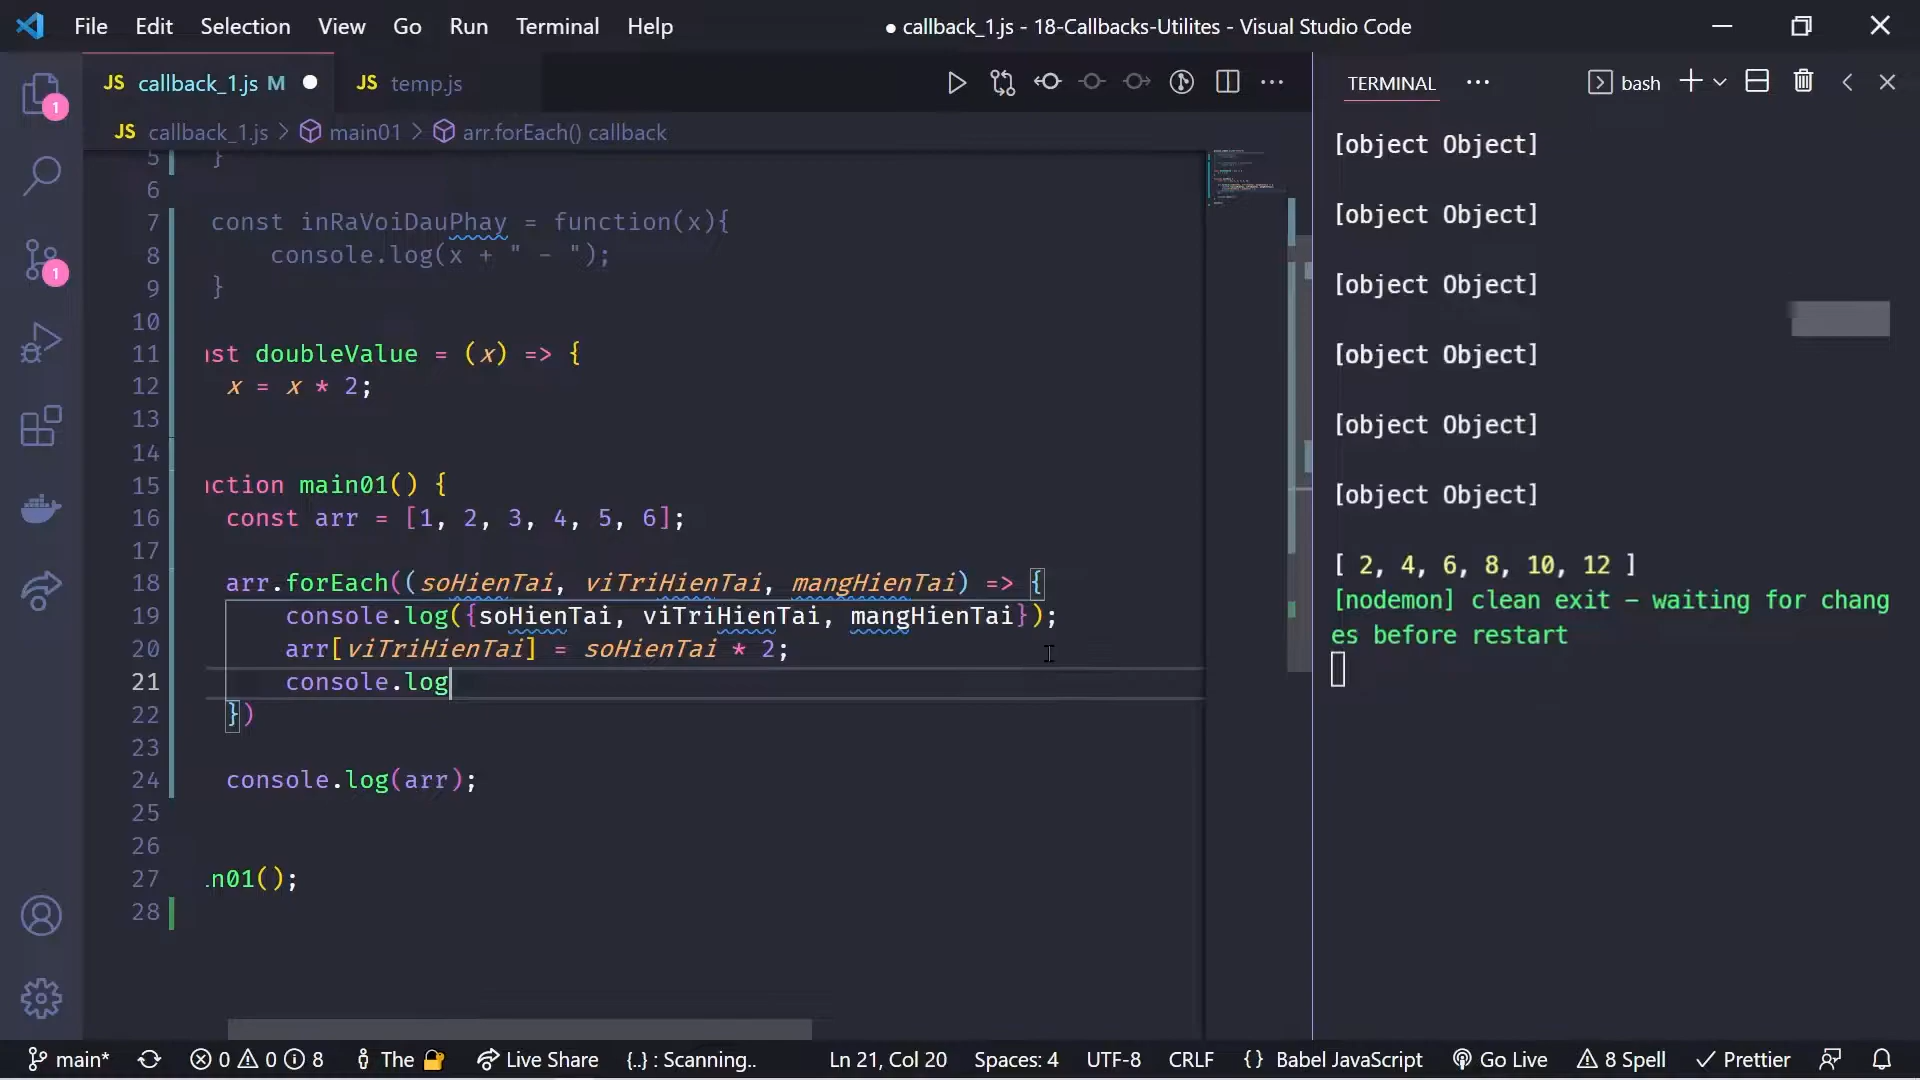 File Edit Selection View Go Run Terminal Help ● callback_1.js - 18-Callbacks-Utilites - Visual Studio Code
JS callback_1.js M ● JS temp.js
JS callback_1.js > main01 > arr.forEach() callback
5 }
6
7 const inRaVoiDauPhay = function(x){
8 console.log(x + " - ");
9 }
10
11 nst doubleValue = (x) => {
12 x = x * 2;
13
14
15 nction main01() {
16 const arr = [1, 2, 3, 4, 5, 6];
17
18 arr.forEach((soHienTai, viTriHienTai, mangHienTai) => {
19 console.log({soHienTai, viTriHienTai, mangHienTai});
20 arr[viTriHienTai] = soHienTai * 2;
21 console.log
22 })
23
24 console.log(arr);
25
26
27 in01();
28
TERMINAL ··· bash
[object Object]
[object Object]
[object Object]
[object Object]
[object Object]
[object Object]
[ 2, 4, 6, 8, 10, 12 ]
[nodemon] clean exit - waiting for chang
es before restart
1
1
main* 0 0 8 The Live Share {..} : Scanning.. Ln 21, Col 20 Spaces: 4 UTF-8 CRLF {} Babel JavaScript Go Live 8 Spell Prettier